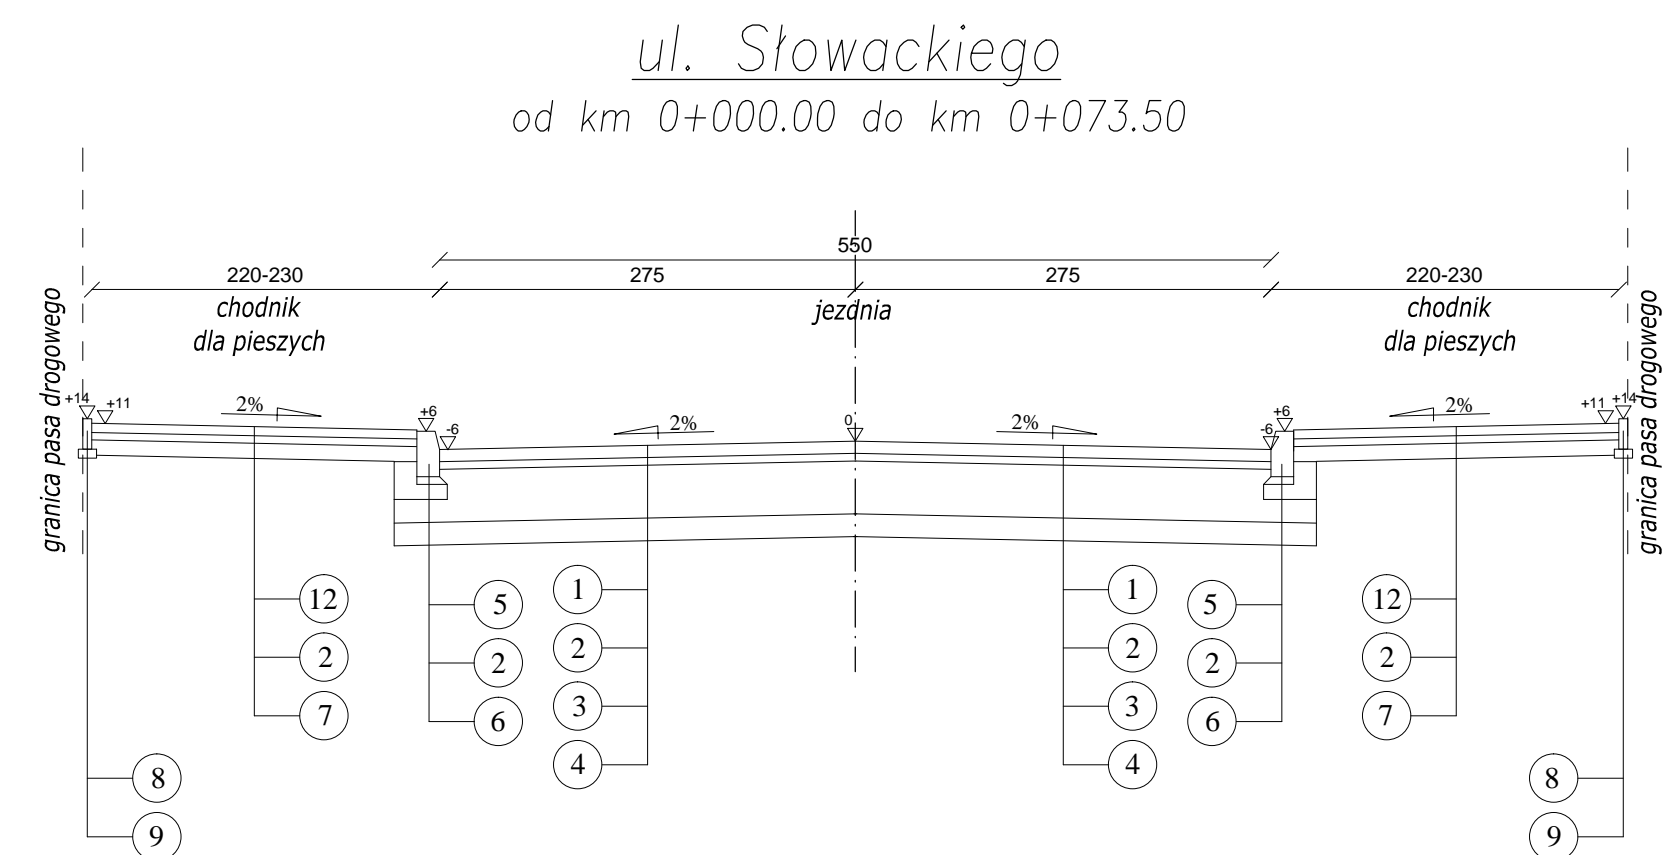 ul. Słowackiego
od km 0+000.00 do km 0+073.50
550
220-230 275 275 220-230
chodnik
dla pieszych
jezdnia
chodnik
dla pieszych
granica pasa drogowego
granica pasa drogowego
+14 +11 2% +6 -6 2% 0 2% -6 +6 2% +11 +14
12
2
7
5
2
6
1
2
3
4
1
2
3
4
5
2
6
12
2
7
8
9
8
9